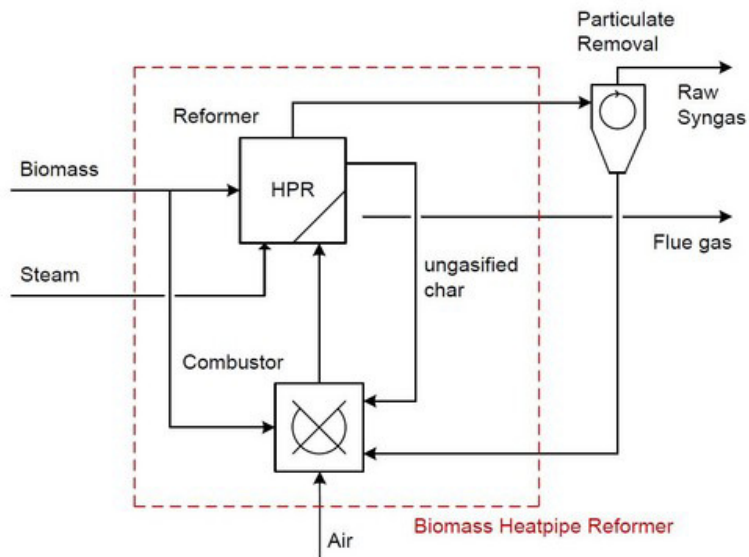 Particulate
Removal
Raw
Syngas
Reformer
Biomass
HPR
Flue gas
Steam
ungasified
char
Combustor
Biomass Heatpipe Reformer
Air